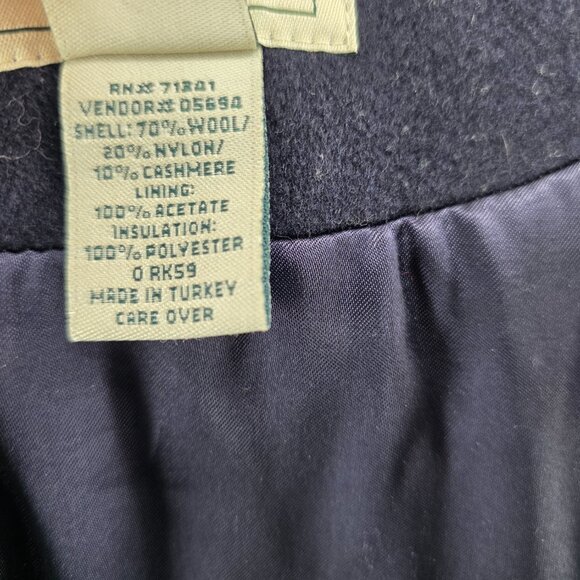 RN# 71341
VENDOR# 05694
SHELL: 70% WOOL/
20% NYLON/
10% CASHMERE
LINING:
100% ACETATE
INSULATION:
100% POLYESTER
0 RK59
MADE IN TURKEY
CARE OVER